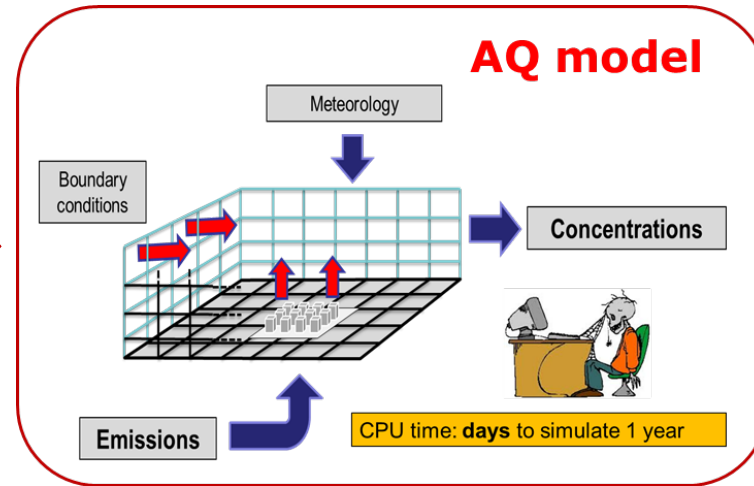 AQ model
Meteorology
Boundary
conditions
Concentrations
Emissions
CPU time: days to simulate 1 year